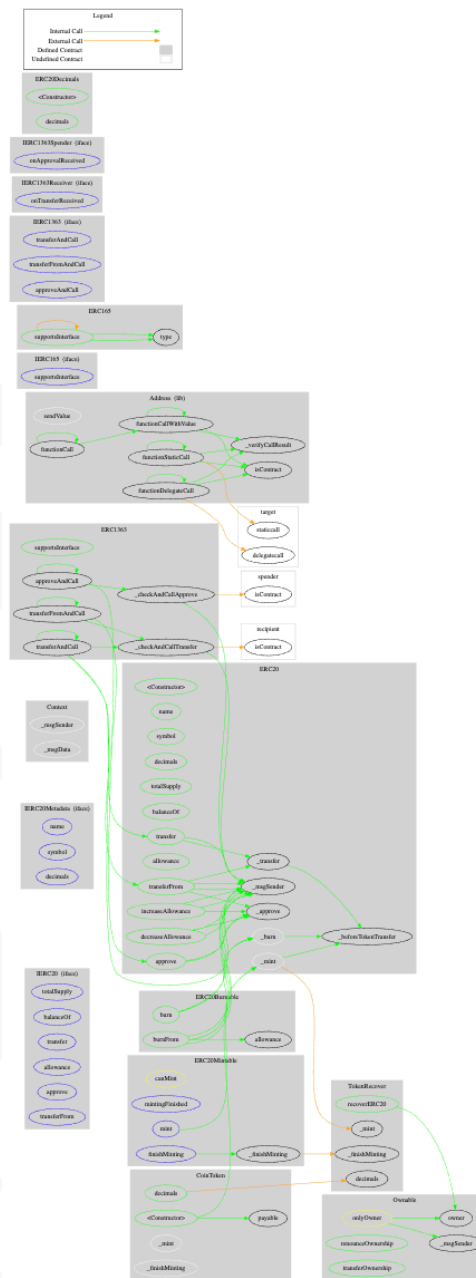 Legend
Internal Call
External Call
Defined Contract
Undefined Contract
ERC20Decimals
<Constructor>
decimals
IERC1363Spender (iface)
onApprovalReceived
IERC1363Receiver (iface)
onTransferReceived
IERC1363 (iface)
transferAndCall
transferFromAndCall
approveAndCall
ERC165
supportsInterface
type
IERC165 (iface)
supportsInterface
Address (lib)
sendValue
functionCallWithValue
functionCall
_verifyCallResult
functionStaticCall
isContract
functionDelegateCall
target
staticcall
delegatecall
ERC1363
supportsInterface
approveAndCall
_checkAndCallApprove
transferFromAndCall
transferAndCall
_checkAndCallTransfer
spender
isContract
recipient
isContract
ERC20
<Constructor>
name
symbol
decimals
totalSupply
balanceOf
transfer
allowance
_transfer
transferFrom
_msgSender
increaseAllowance
_approve
decreaseAllowance
_burn
_beforeTokenTransfer
approve
_mint
Context
_msgSender
_msgData
IERC20Metadata (iface)
name
symbol
decimals
IERC20 (iface)
totalSupply
balanceOf
transfer
allowance
approve
transferFrom
ERC20Burnable
burn
burnFrom
allowance
ERC20Mintable
canMint
mintingFinished
mint
finishMinting
_finishMinting
TokenRecover
recoverERC20
_mint
_finishMinting
decimals
CoinToken
decimals
<Constructor>
payable
_mint
_finishMinting
Ownable
onlyOwner
owner
renounceOwnership
_msgSender
transferOwnership